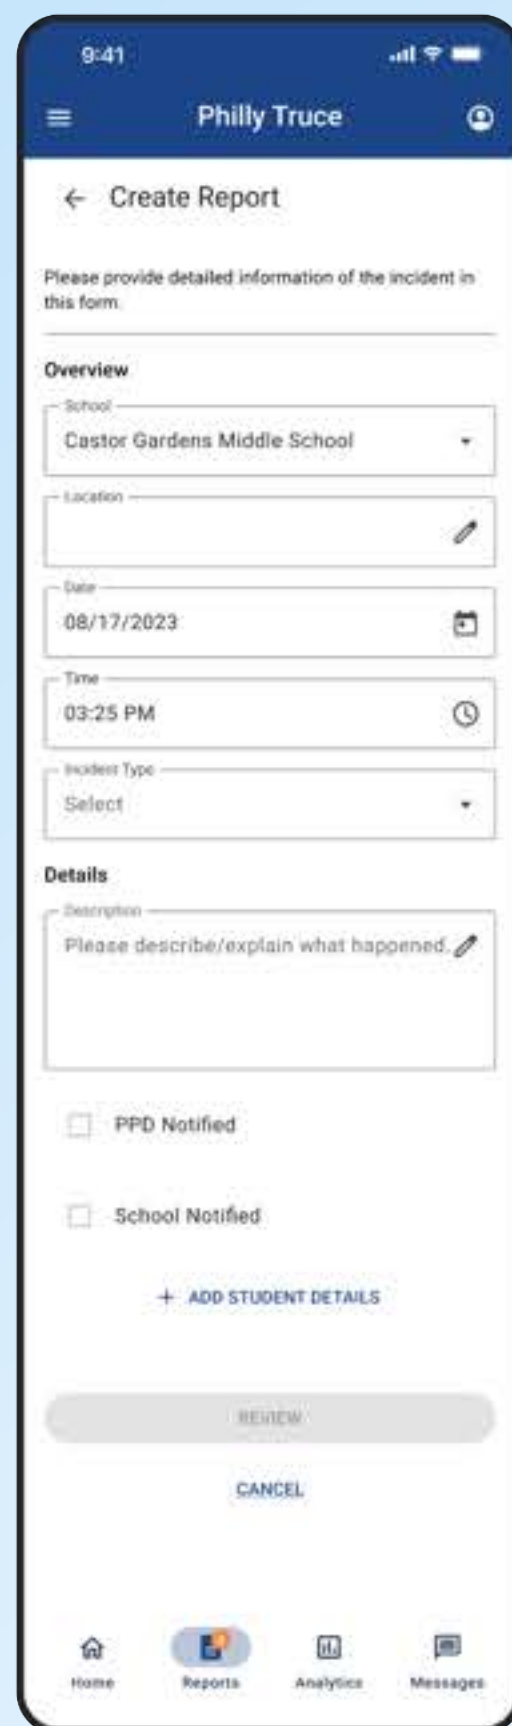 9:41
Philly Truce
Create Report
Please provide detailed information of the incident in
this form.
Overview
School
Castor Gardens Middle School
Location
Date
08/17/2023
Time
03:25 PM
Incident Type
Select
Details
Description
Please describe/explain what happened.
PPD Notified
School Notified
+ ADD STUDENT DETAILS
REVIEW
CANCEL
Home Reports Analytics Messages